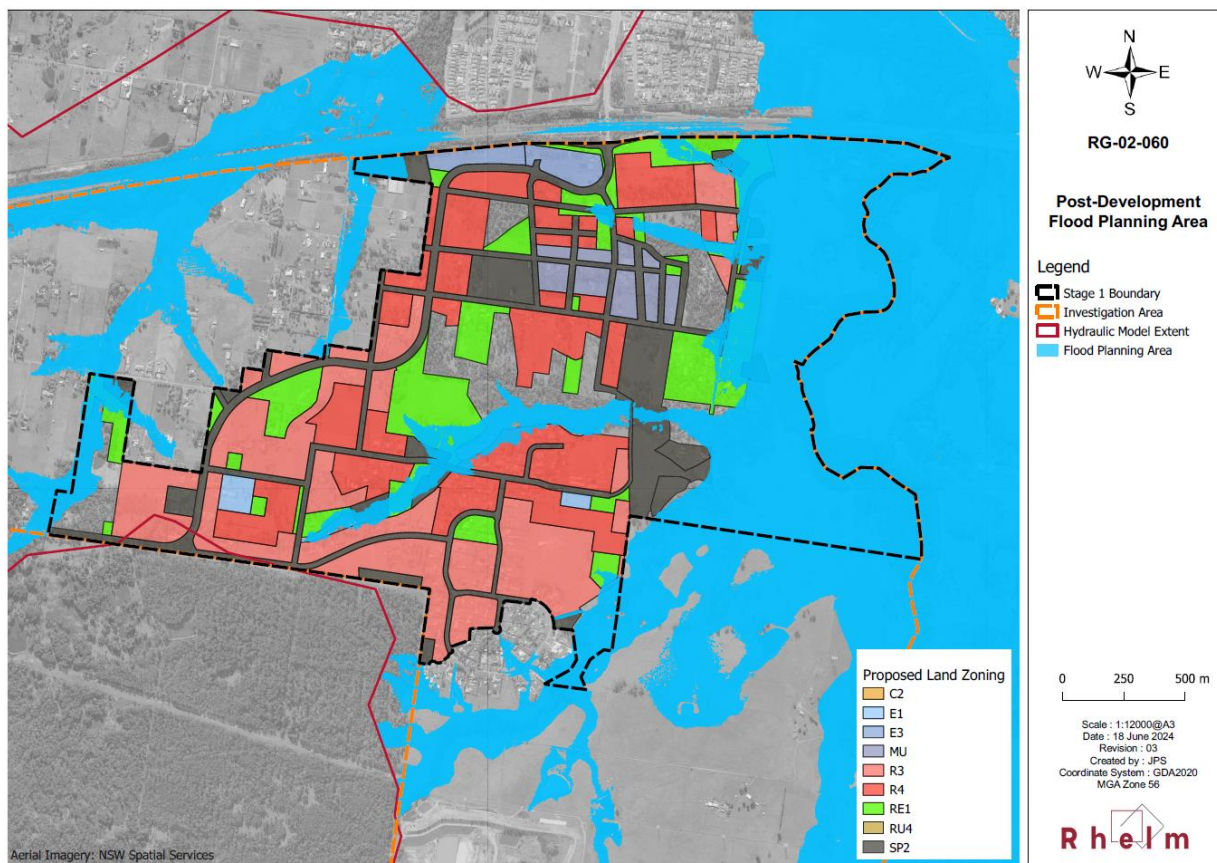 N
W E
S
RG-02-060
Post-Development
Flood Planning Area
Legend
Stage 1 Boundary
Investigation Area
Hydraulic Model Extent
Flood Planning Area
Proposed Land Zoning
C2
E1
E3
MU
R3
R4
RE1
RU4
SP2
0 250 500 m
Scale : 1:12000@A3
Date : 18 June 2024
Revision : 03
Created by : JPS
Coordinate System : GDA2020
MGA Zone 56
Rhelm
Aerial Imagery: NSW Spatial Services